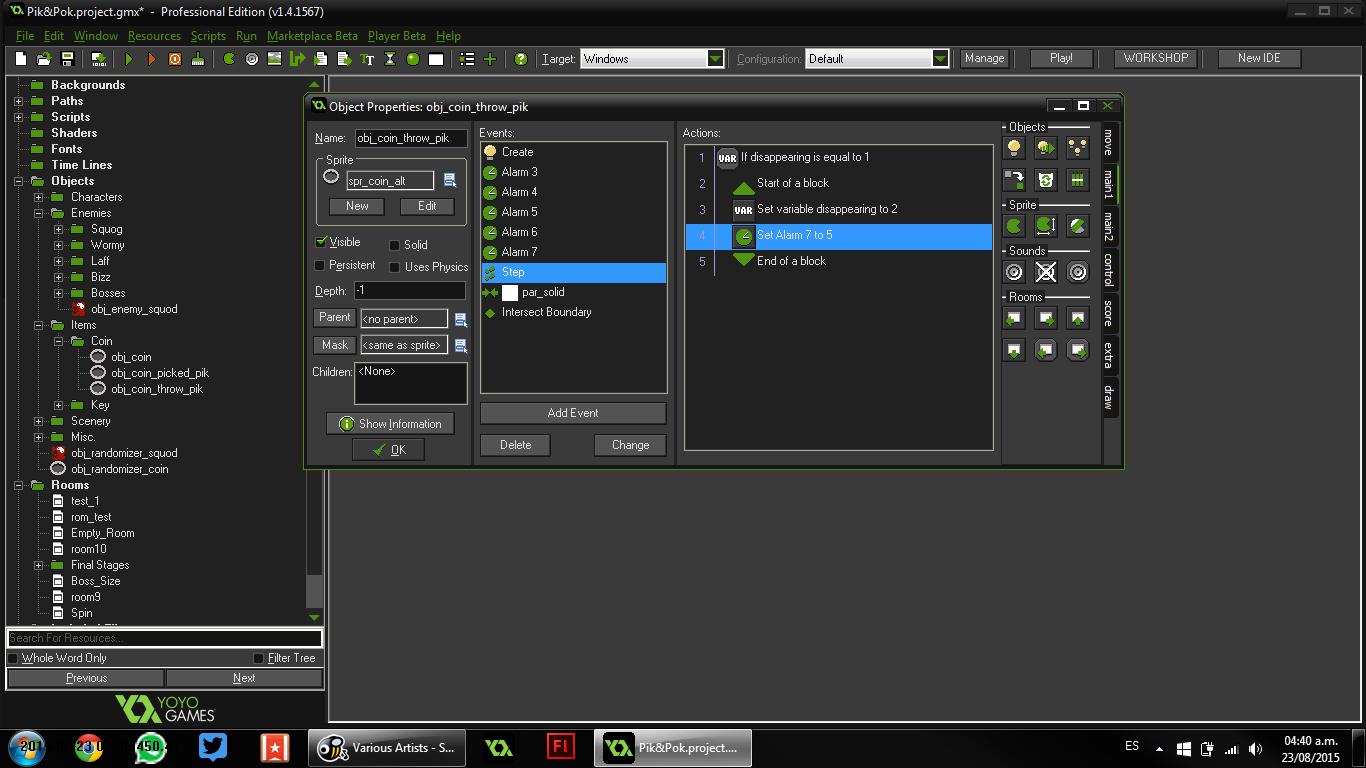 Pik&Pok.project.gmx* - Professional Edition (v1.4.1567)
File Edit Window Resources Scripts Run Marketplace Beta Player Beta Help
Target: Windows Configuration: Default Manage Play! WORKSHOP New IDE
Backgrounds
Paths
Scripts
Shaders
Fonts
Time Lines
Objects
Characters
Enemies
Squog
Wormy
Laff
Bizz
Bosses
obj_enemy_squod
Items
Coin
obj_coin
obj_coin_picked_pik
obj_coin_throw_pik
Key
Scenery
Misc.
obj_randomizer_squod
obj_randomizer_coin
Rooms
test_1
rom_test
Empty_Room
room10
Final Stages
Boss_Size
room9
Spin
Search For Resources...
Whole Word Only Filter Tree
Previous Next
YOYO
GAMES
Object Properties: obj_coin_throw_pik
Name: obj_coin_throw_pik
Sprite
spr_coin_alt
New Edit
Visible Solid
Persistent Uses Physics
Depth: -1
Parent <no parent>
Mask <same as sprite>
Children: <None>
Show Information
OK
Events:
Create
Alarm 3
Alarm 4
Alarm 5
Alarm 6
Alarm 7
Step
par_solid
Intersect Boundary
Add Event
Delete Change
Actions:
1 VAR If disappearing is equal to 1
2 Start of a block
3 VAR Set variable disappearing to 2
4 Set Alarm 7 to 5
5 End of a block
Objects
Sprite
Sounds
Rooms
move
main1
main2
control
score
extra
draw
Various Artists - S...
Fl
Pik&Pok.project....
ES
04:40 a.m.
23/08/2015